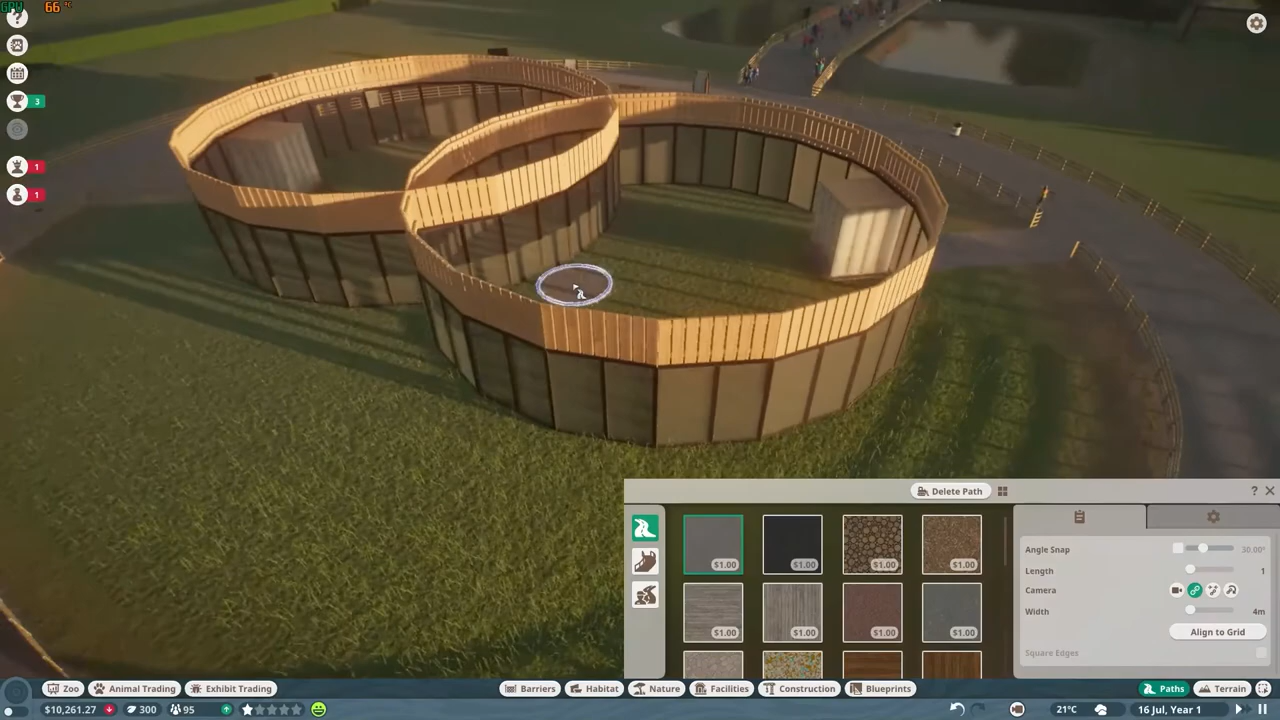 GPU 66 °C
?
3
1
1
Delete Path
? ×
$1.00 $1.00 $1.00 $1.00
$1.00 $1.00 $1.00 $1.00
Angle Snap 30.00°
Length 1
Camera
Width 4m
Align to Grid
Square Edges
Zoo Animal Trading Exhibit Trading Barriers Habitat Nature Facilities Construction Blueprints Paths Terrain
$10,261.27 300 95 21°C 16 Jul, Year 1